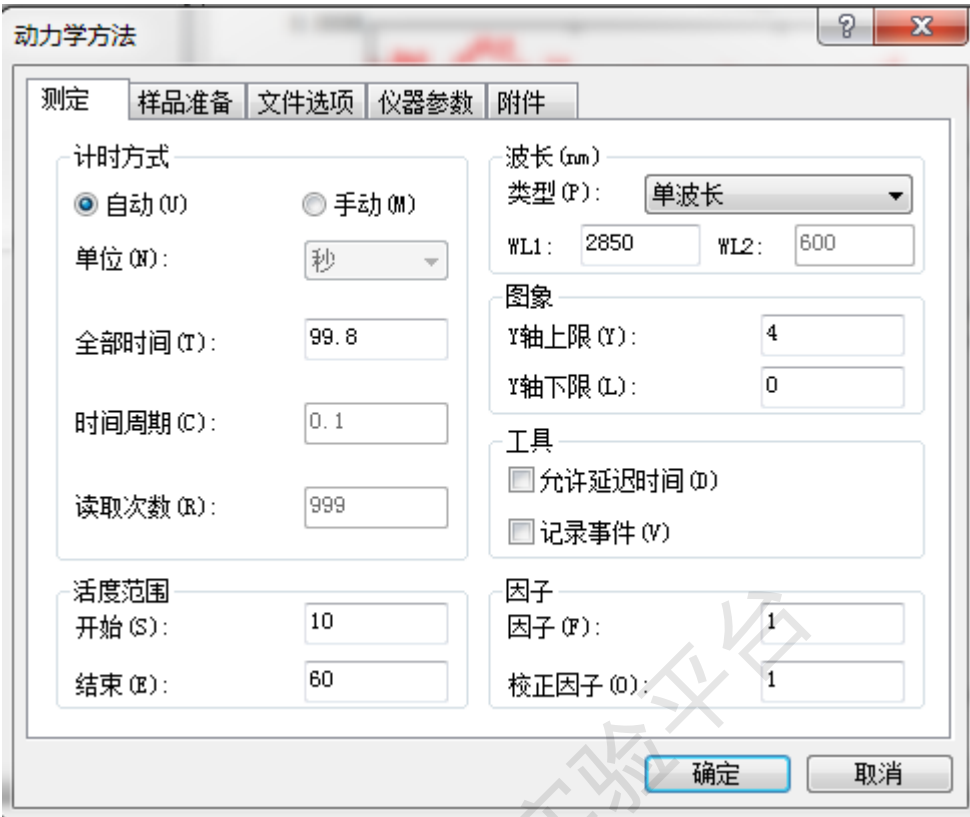 动力学方法
测定 样品准备 文件选项 仪器参数 附件
计时方式
自动(U) 手动(M)
单位(N): 秒
全部时间(T): 99.8
时间周期(C): 0.1
读取次数(R): 999
活度范围
开始(S): 10
结束(E): 60
波长(nm)
类型(P): 单波长
WL1: 2850 WL2: 600
图象
Y轴上限(Y): 4
Y轴下限(L): 0
工具
允许延迟时间(D)
记录事件(V)
因子
因子(F): 1
校正因子(O): 1
确定 取消
实验平台